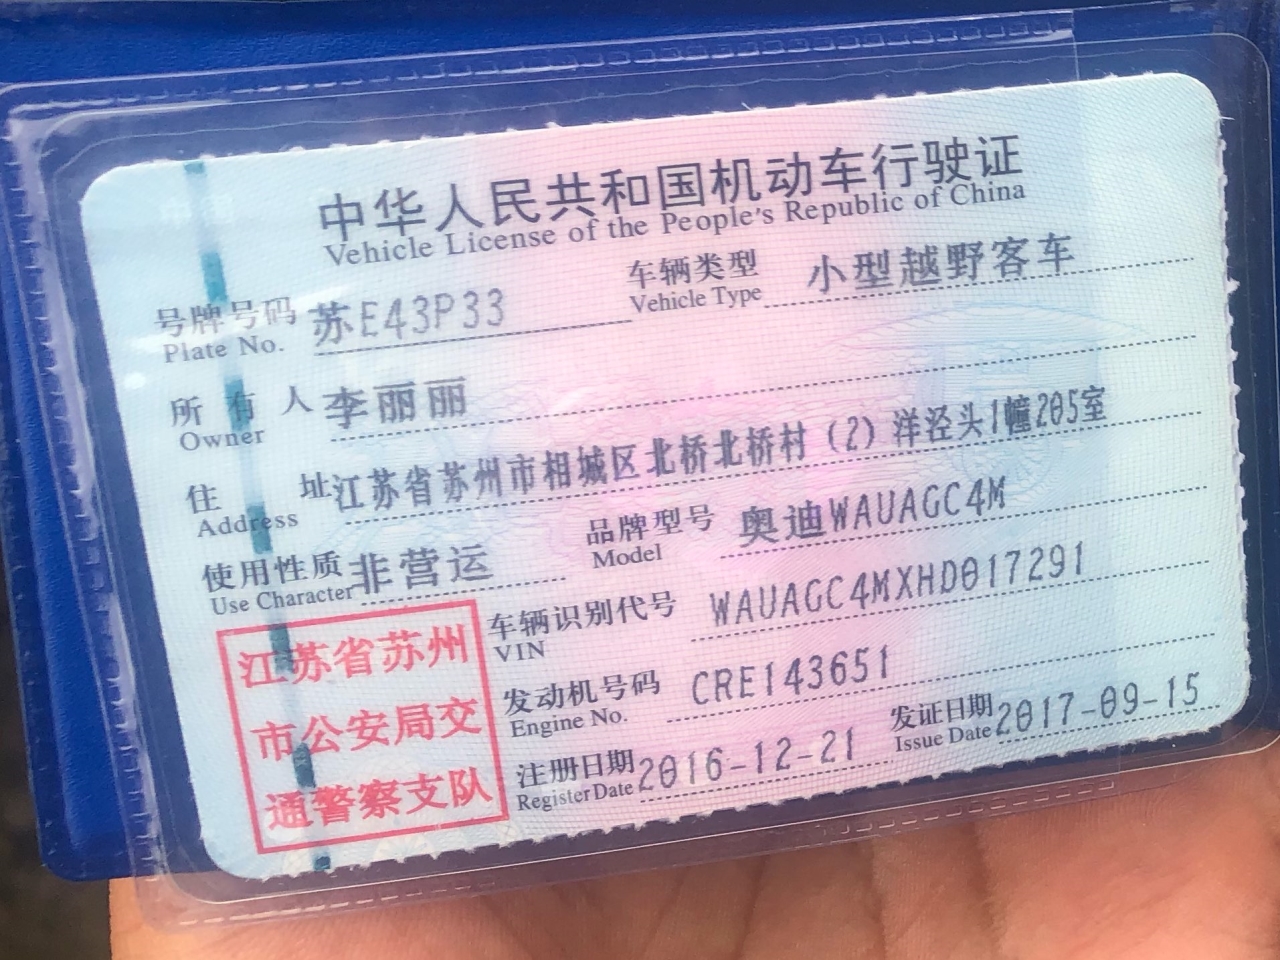 中华人民共和国机动车行驶证
Vehicle License of the People's Republic of China
号牌号码 苏E43P33 车辆类型 小型越野客车
Plate No. Vehicle Type
所有人 李丽丽
Owner
住址 江苏省苏州市相城区北桥北桥村（2）洋泾头1幢205室
Address
使用性质 非营运 品牌型号 奥迪WAUAGC4M
Use Character Model
车辆识别代号 WAUAGC4MXHD017291
VIN
发动机号码 CRE143651
Engine No.
注册日期 2016-12-21 发证日期 2017-09-15
Register Date Issue Date
江苏省苏州
市公安局交
通警察支队